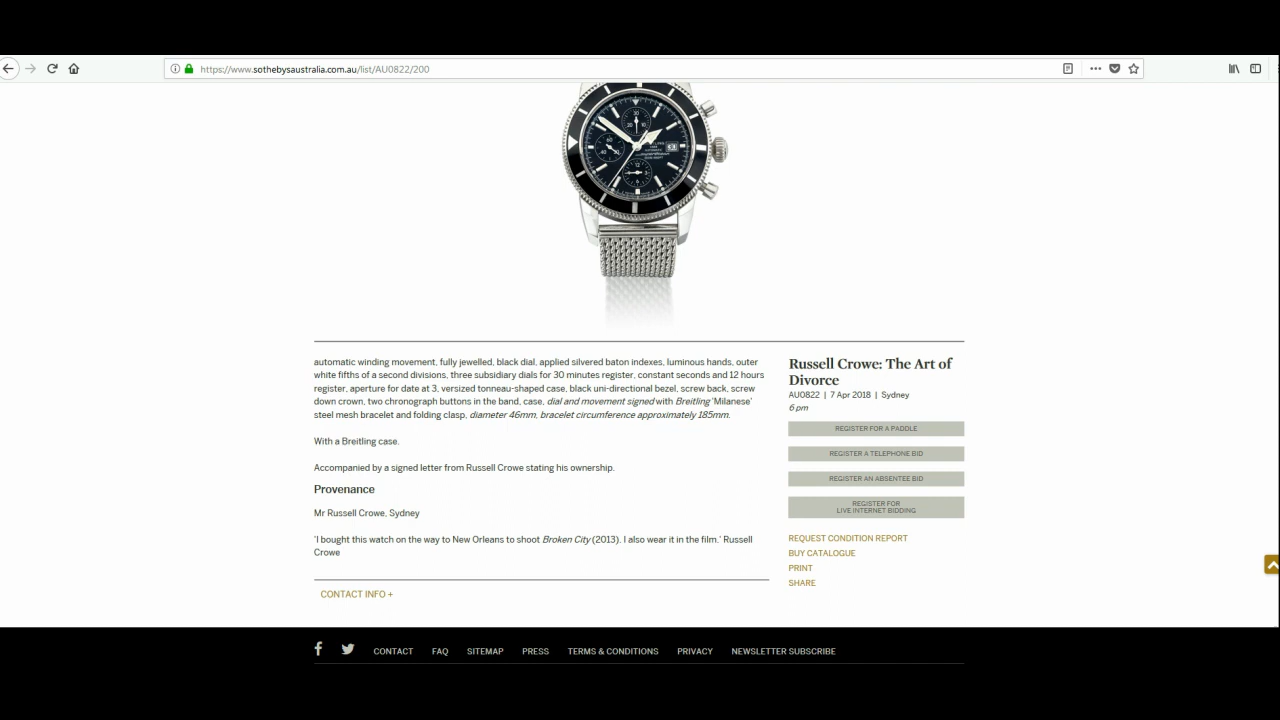 https://www.sothebysaustralia.com.au/list/AU0822/200
30
60
12
automatic winding movement, fully jewelled, black dial, applied silvered baton indexes, luminous hands, outer
white fifths of a second divisions, three subsidiary dials for 30 minutes register, constant seconds and 12 hours
register, aperture for date at 3, versized tonneau-shaped case, black uni-directional bezel, screw back, screw
down crown, two chronograph buttons in the band, case, dial and movement signed with Breitling 'Milanese'
steel mesh bracelet and folding clasp, diameter 46mm, bracelet circumference approximately 185mm.
With a Breitling case.
Accompanied by a signed letter from Russell Crowe stating his ownership.
Provenance
Mr Russell Crowe, Sydney
'I bought this watch on the way to New Orleans to shoot Broken City (2013). I also wear it in the film.' Russell
Crowe
CONTACT INFO +
Russell Crowe: The Art of
Divorce
AU0822 | 7 Apr 2018 | Sydney
6 pm
REGISTER FOR A PADDLE
REGISTER A TELEPHONE BID
REGISTER AN ABSENTEE BID
REGISTER FOR
LIVE INTERNET BIDDING
REQUEST CONDITION REPORT
BUY CATALOGUE
PRINT
SHARE
CONTACT FAQ SITEMAP PRESS TERMS & CONDITIONS PRIVACY NEWSLETTER SUBSCRIBE